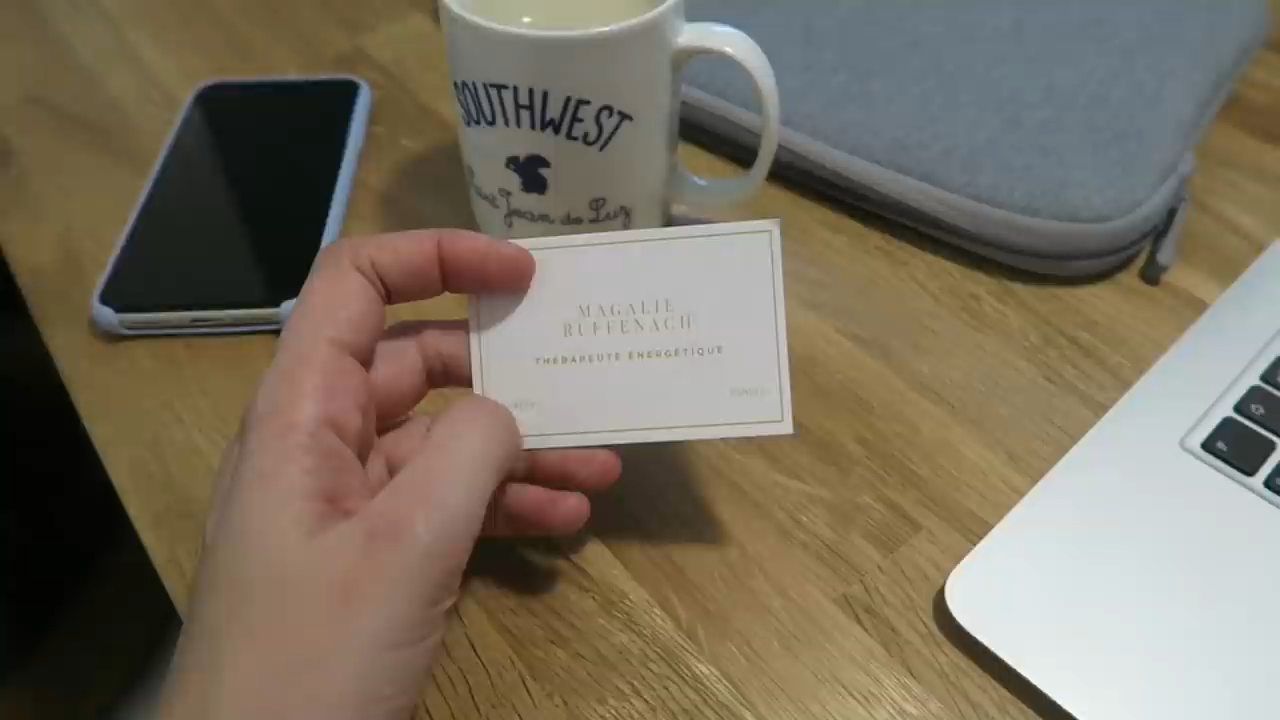 SOUTHWEST
Saint Jean de Luz
MAGALIE
RUFFENACH
THÉRAPEUTE ÉNERGÉTIQUE